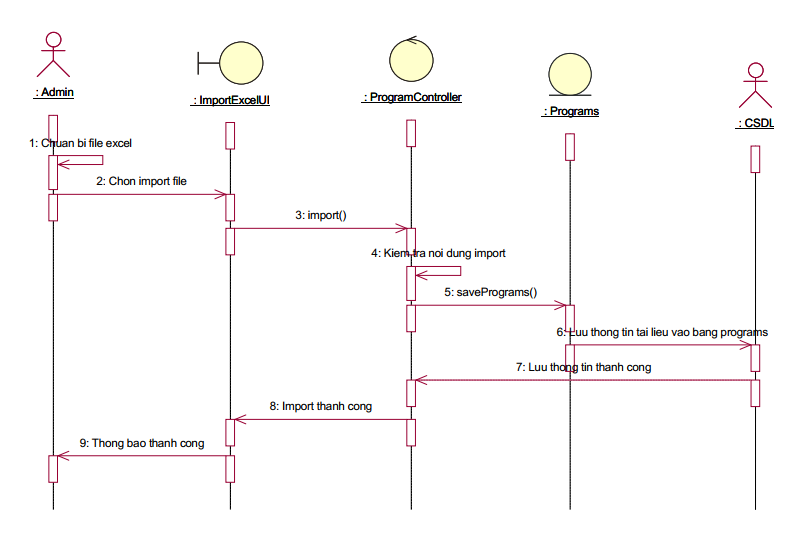 : Admin
: ImportExcelUI
: ProgramController
: Programs
: CSDL
1: Chuan bi file excel
2: Chon import file
3: import()
4: Kiem tra noi dung import
5: savePrograms()
6: Luu thong tin tai lieu vao bang programs
7: Luu thong tin thanh cong
8: Import thanh cong
9: Thong bao thanh cong